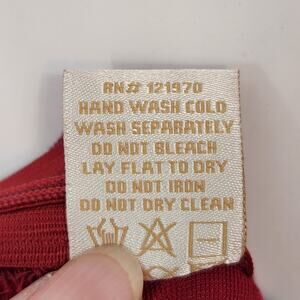 RN# 121970
HAND WASH COLD
WASH SEPARATELY
DO NOT BLEACH
LAY FLAT TO DRY
DO NOT IRON
DO NOT DRY CLEAN